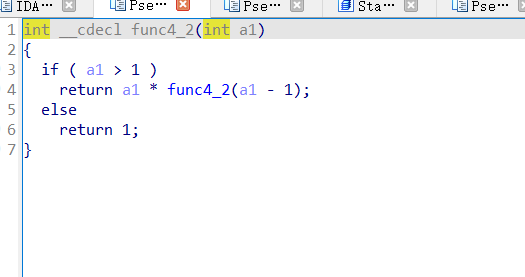 IDA··· Pse··· Pse··· Sta··· Pse···
1 int __cdecl func4_2(int a1)
2 {
3 if ( a1 > 1 )
4 return a1 * func4_2(a1 - 1);
5 else
6 return 1;
7 }